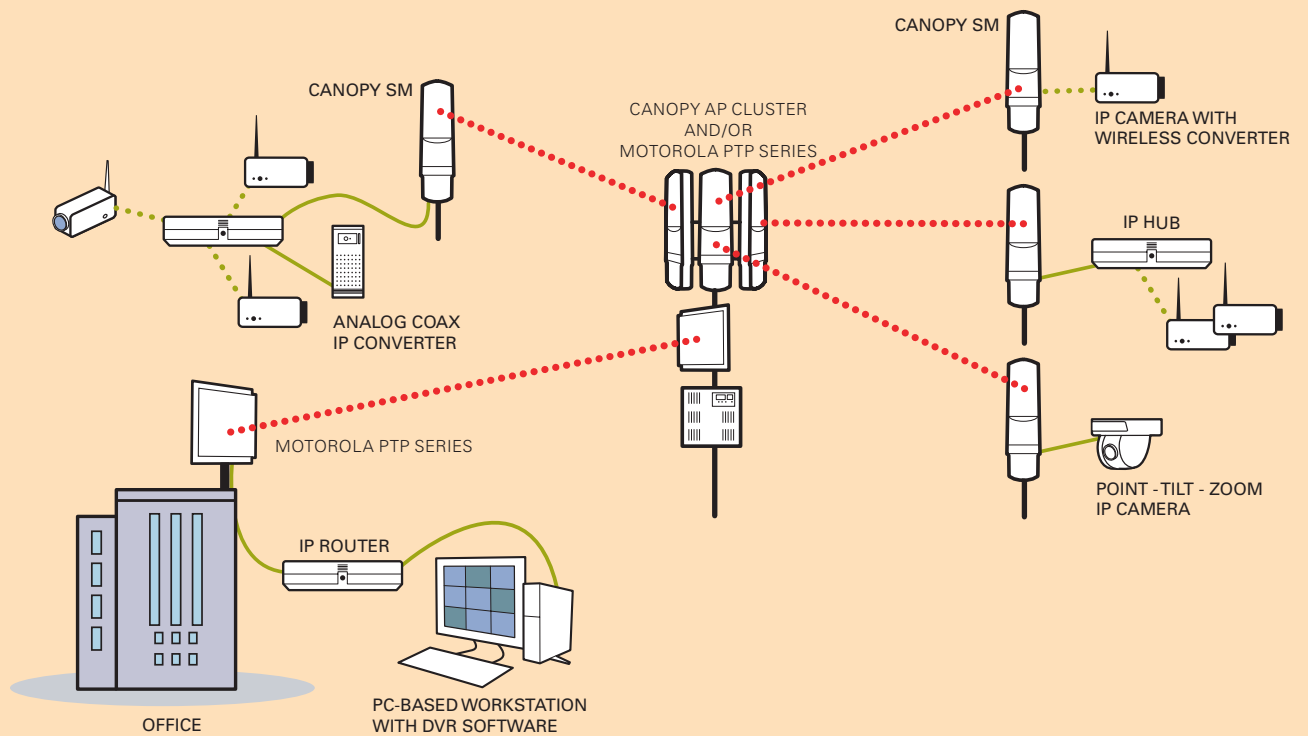 CANOPY SM
CANOPY SM
CANOPY AP CLUSTER
AND/OR
MOTOROLA PTP SERIES
IP CAMERA WITH
WIRELESS CONVERTER
IP HUB
ANALOG COAX
IP CONVERTER
MOTOROLA PTP SERIES
POINT - TILT - ZOOM
IP CAMERA
IP ROUTER
OFFICE
PC-BASED WORKSTATION
WITH DVR SOFTWARE